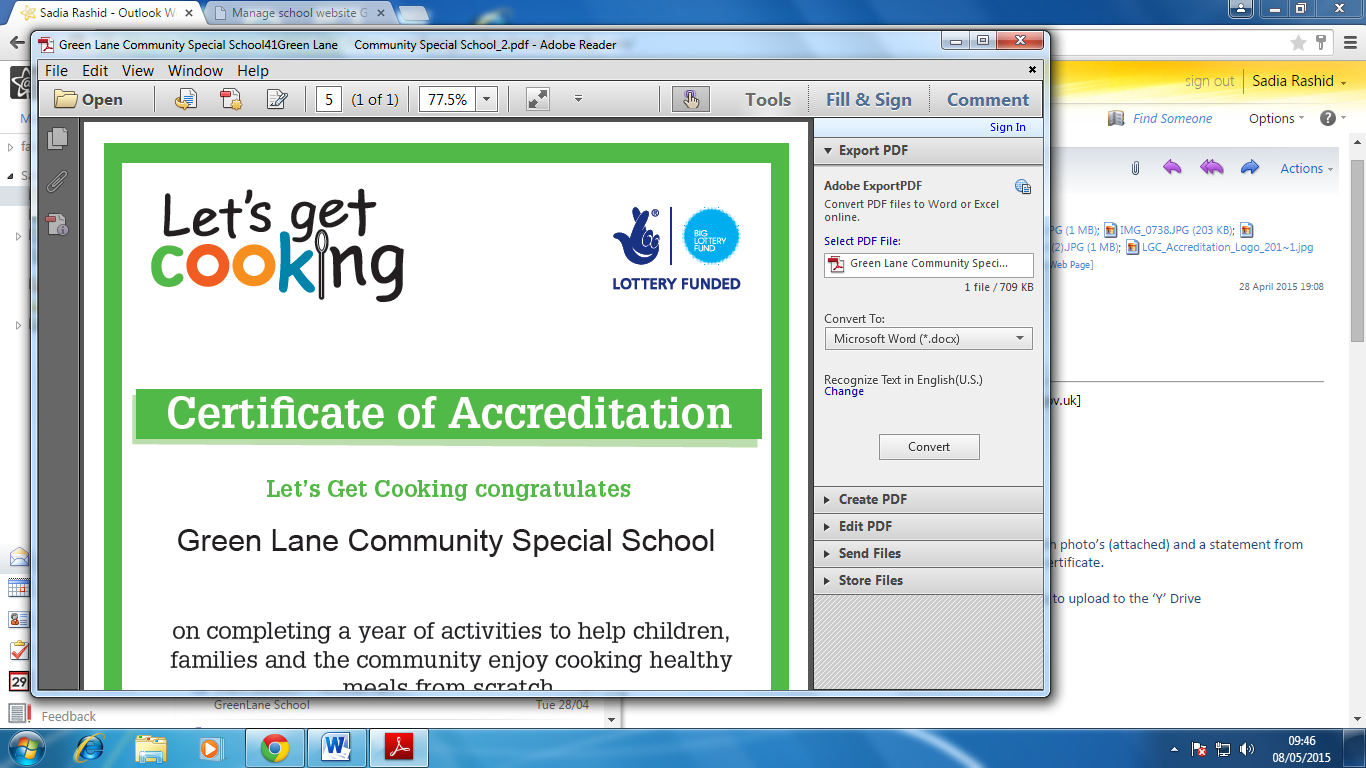 Sadia Rashid - Outlook W
Manage school website G
Green Lane Community Special School41Green Lane Community Special School_2.pdf - Adobe Reader
File Edit View Window Help
Open
5 (1 of 1) 77.5%
Tools Fill & Sign Comment
Sign In
Let's get
cooking
BIG
LOTTERY
FUND
LOTTERY FUNDED
Certificate of Accreditation
Let's Get Cooking congratulates
Green Lane Community Special School
on completing a year of activities to help children,
families and the community enjoy cooking healthy
meals from scratch
Export PDF
Adobe ExportPDF
Convert PDF files to Word or Excel
online.
Select PDF File:
Green Lane Community Speci...
1 file / 709 KB
Convert To:
Microsoft Word (*.docx)
Recognize Text in English(U.S.)
Change
Convert
Create PDF
Edit PDF
Send Files
Store Files
sign out Sadia Rashid
Find Someone Options
Actions
(1 MB); IMG_0738.JPG (203 KB);
(2).JPG (1 MB); LGC_Accreditation_Logo_201~1.jpg
Web Page]
28 April 2015 19:08
ov.uk]
photo's (attached) and a statement from
to upload to the 'Y' Drive
GreenLane School Tue 28/04
Feedback
29
09:46
08/05/2015